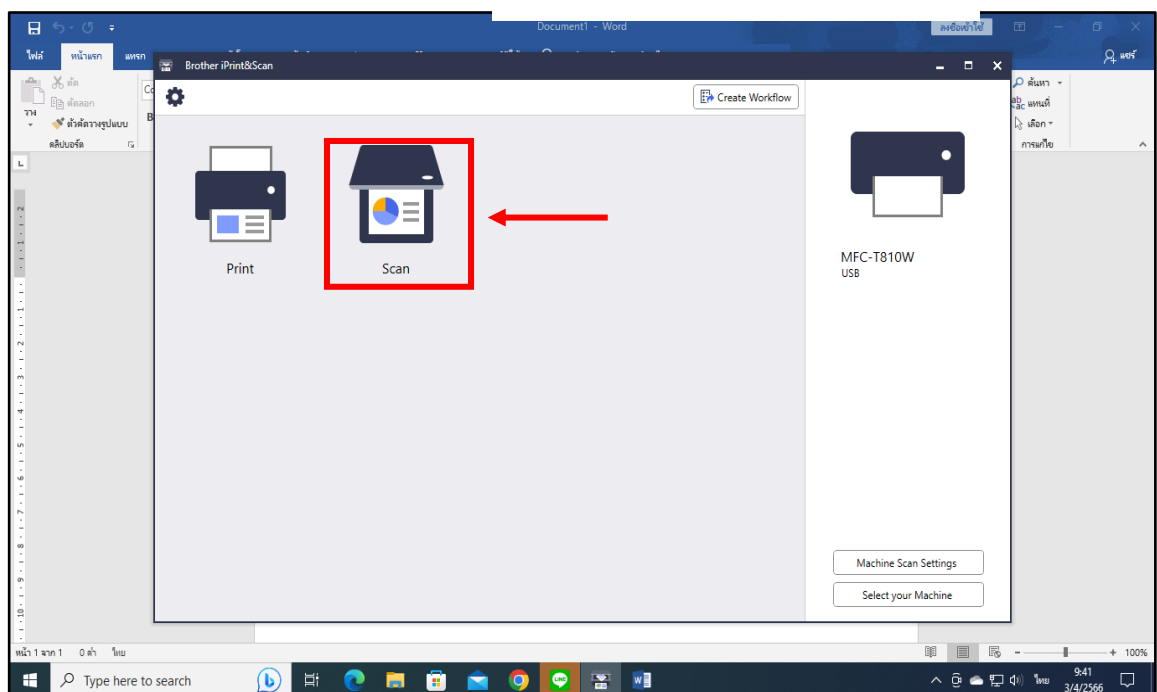 Document1 - Word
ลงชื่อเข้าใช้
ไฟล์
หน้าแรก
แทรก
แชร์
Brother iPrint&Scan
ตัด
คัดลอก
วาง
ตัวคัดวางรูปแบบ
คลิปบอร์ด
Co
B
Create Workflow
ค้นหา
แทนที่
เลือก
การแก้ไข
Print
Scan
MFC-T810W
USB
Machine Scan Settings
Select your Machine
หน้า 1 จาก 1 0 คำ ไทย
100%
Type here to search
ไทย
9:41
3/4/2566